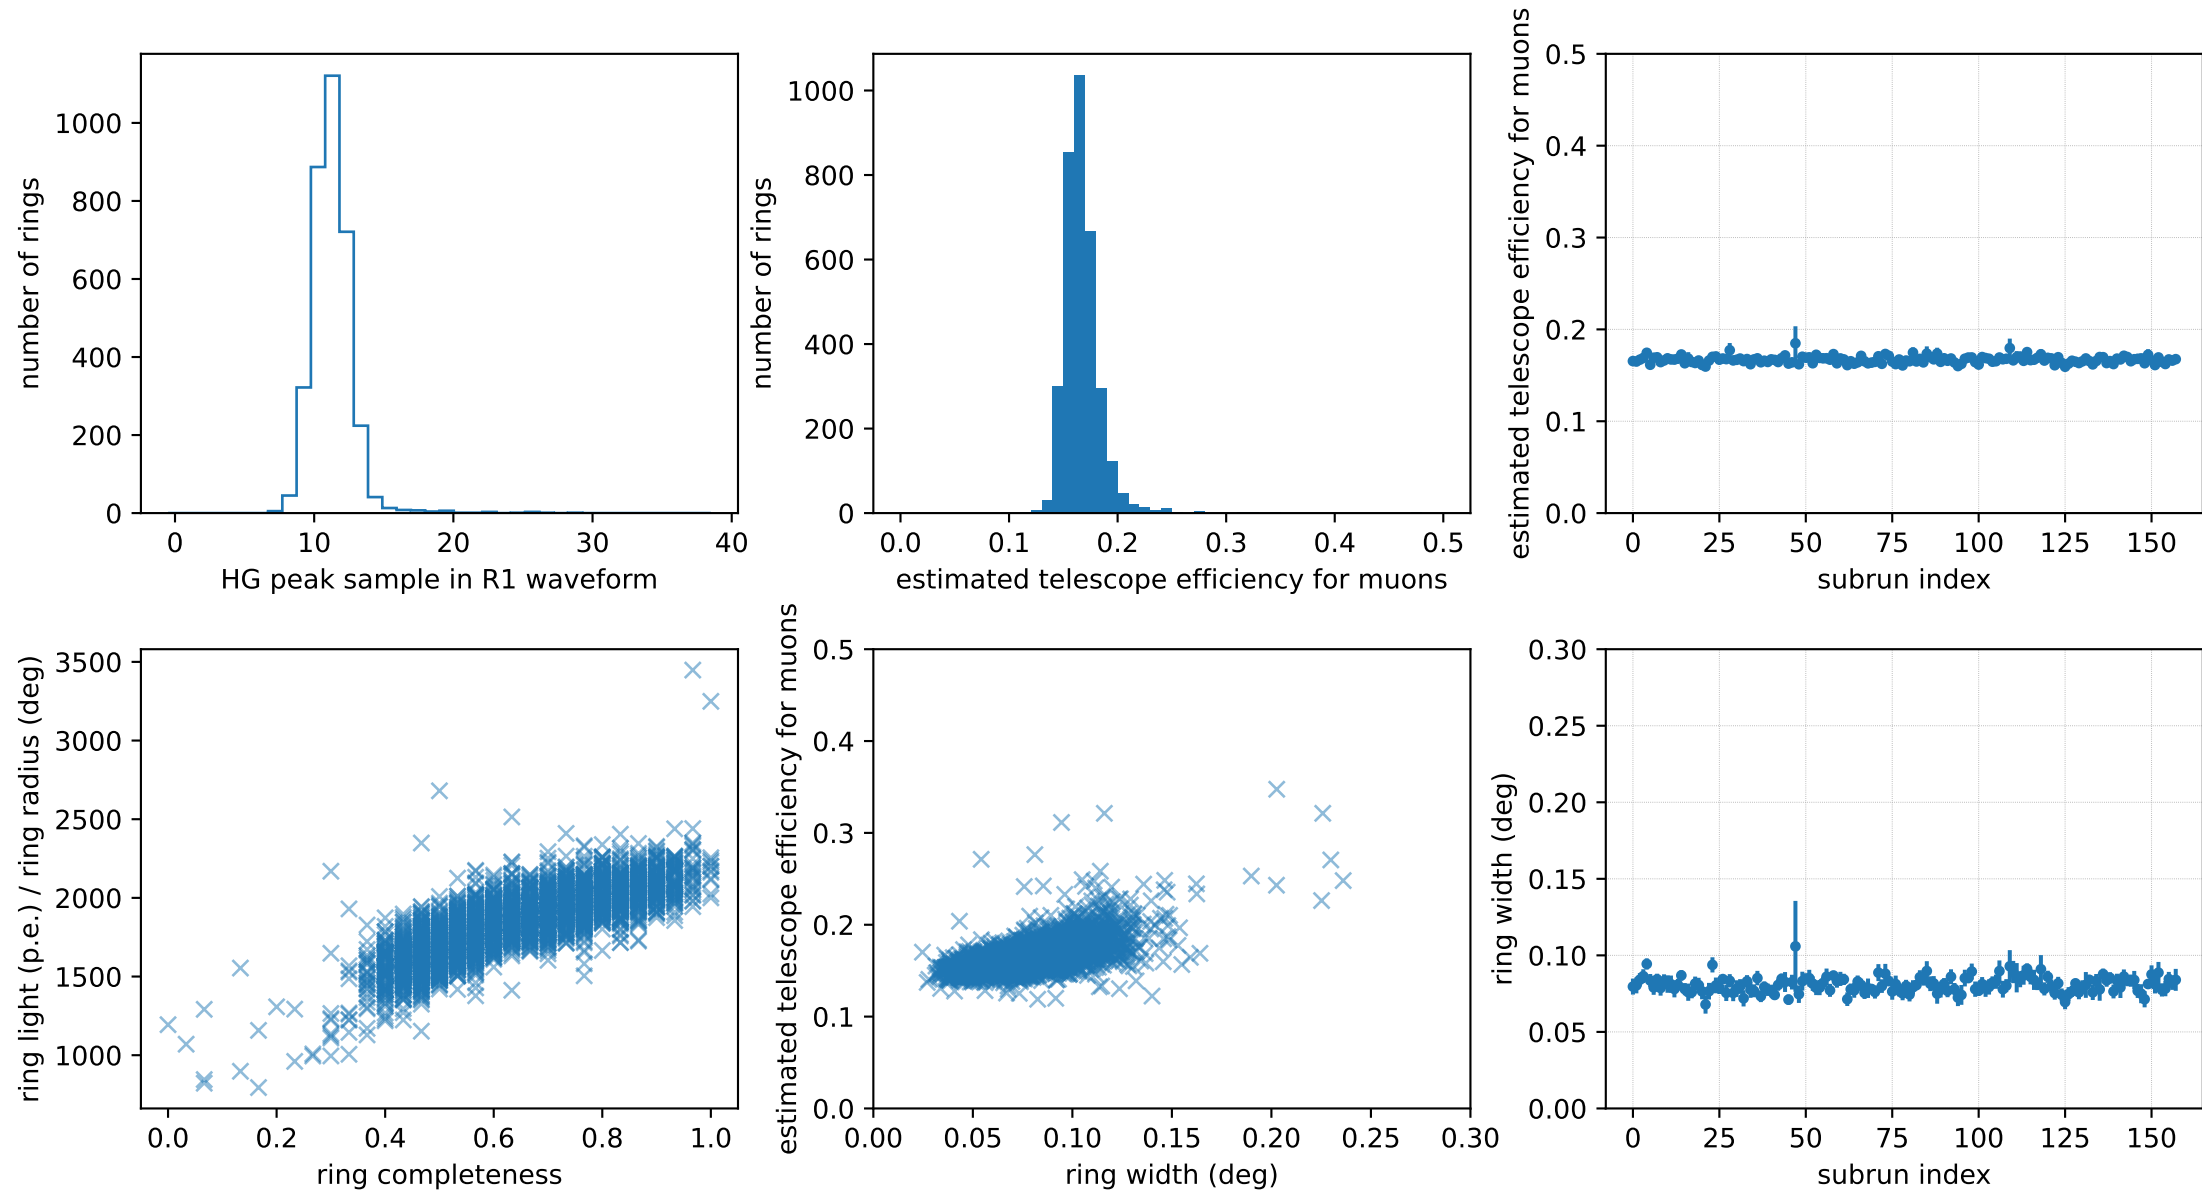 number of rings
1000
800
600
400
200
0
0 10 20 30 40
HG peak sample in R1 waveform
number of rings
1000
800
600
400
200
0
0.0 0.1 0.2 0.3 0.4 0.5
estimated telescope efficiency for muons
estimated telescope efficiency for muons
0.5
0.4
0.3
0.2
0.1
0.0
0 25 50 75 100 125 150
subrun index
ring light (p.e.) / ring radius (deg)
3500
3000
2500
2000
1500
1000
0.0 0.2 0.4 0.6 0.8 1.0
ring completeness
estimated telescope efficiency for muons
0.5
0.4
0.3
0.2
0.1
0.0
0.00 0.05 0.10 0.15 0.20 0.25 0.30
ring width (deg)
ring width (deg)
0.30
0.25
0.20
0.15
0.10
0.05
0.00
0 25 50 75 100 125 150
subrun index